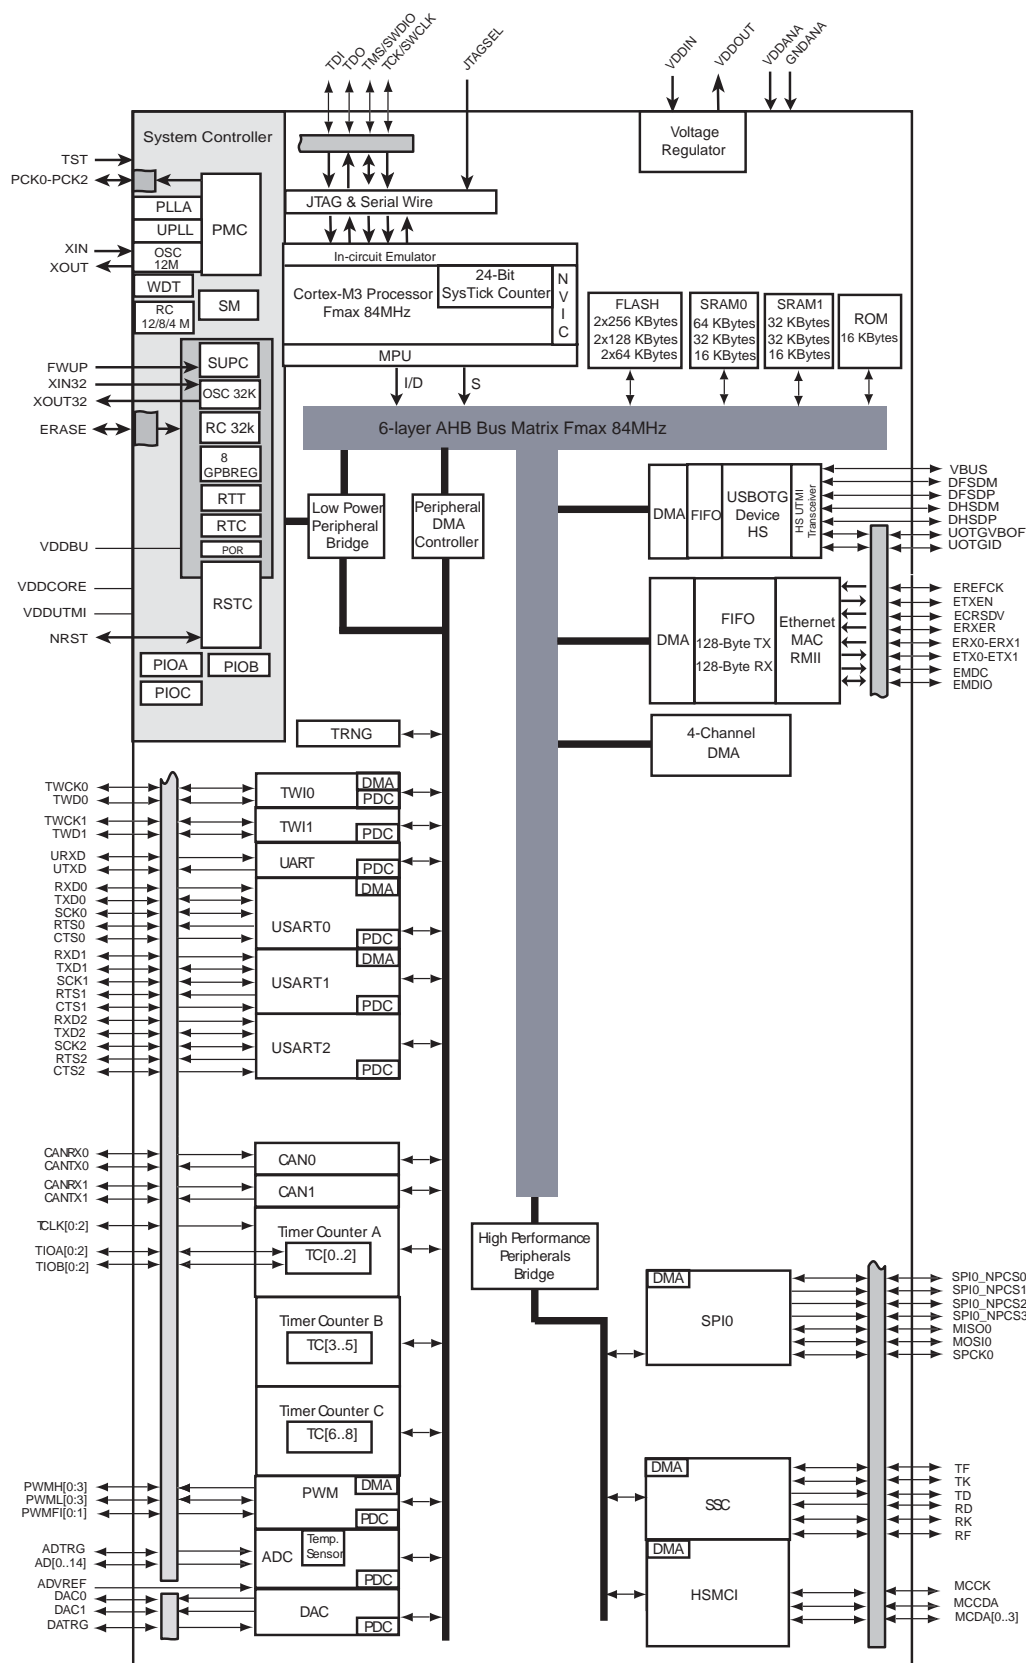 TDI
TDO
TMS/SWDIO
TCK/SWCLK
JTAGSEL
VDDIN
VDDOUT
VDDANA
GNDANA
System Controller
Voltage
Regulator
TST
PCK0-PCK2
PLLA
UPLL
PMC
XIN
XOUT
OSC
12M
WDT
RC
12/8/4 M
SM
JTAG & Serial Wire
In-circuit Emulator
24-Bit
SysTick Counter
Cortex-M3 Processor
Fmax 84MHz
N
V
I
C
MPU
I/D
S
FLASH
2x256 KBytes
2x128 KBytes
2x64 KBytes
SRAM0
64 KBytes
32 KBytes
16 KBytes
SRAM1
32 KBytes
32 KBytes
16 KBytes
ROM
16 KBytes
FWUP
XIN32
XOUT32
ERASE
SUPC
OSC 32K
RC 32k
8
GPBREG
RTT
RTC
POR
RSTC
VDDBU
VDDCORE
VDDUTMI
NRST
PIOA
PIOB
PIOC
6-layer AHB Bus Matrix Fmax 84MHz
Low Power
Peripheral
Bridge
Peripheral
DMA
Controller
DMA
FIFO
USBOTG
Device
HS
HS UTMI
Transceiver
VBUS
DFSDM
DFSDP
DHSDM
DHSDP
UOTGVBOF
UOTGID
DMA
FIFO
128-Byte TX
128-Byte RX
Ethernet
MAC
RMII
EREFCK
ETXEN
ECRSDV
ERXER
ERX0-ERX1
ETX0-ETX1
EMDC
EMDIO
4-Channel
DMA
TRNG
TWCK0
TWD0
TWI0
DMA
PDC
TWCK1
TWD1
TWI1
PDC
URXD
UTXD
UART
PDC
RXD0
TXD0
SCK0
RTS0
CTS0
DMA
USART0
PDC
RXD1
TXD1
SCK1
RTS1
CTS1
DMA
USART1
PDC
RXD2
TXD2
SCK2
RTS2
CTS2
USART2
PDC
CANRX0
CANTX0
CAN0
CANRX1
CANTX1
CAN1
TCLK[0:2]
TIOA[0:2]
TIOB[0:2]
Timer Counter A
TC[0..2]
Timer Counter B
TC[3..5]
Timer Counter C
TC[6..8]
High Performance
Peripherals
Bridge
DMA
SPI0
SPI0_NPCS0
SPI0_NPCS1
SPI0_NPCS2
SPI0_NPCS3
MISO0
MOSI0
SPCK0
PWMH[0:3]
PWML[0:3]
PWMFI[0:1]
PWM
DMA
PDC
DMA
SSC
TF
TK
TD
RD
RK
RF
ADTRG
AD[0..14]
ADVREF
ADC
Temp.
Sensor
PDC
DMA
HSMCI
MCCK
MCCDA
MCDA[0..3]
DAC0
DAC1
DATRG
DAC
PDC